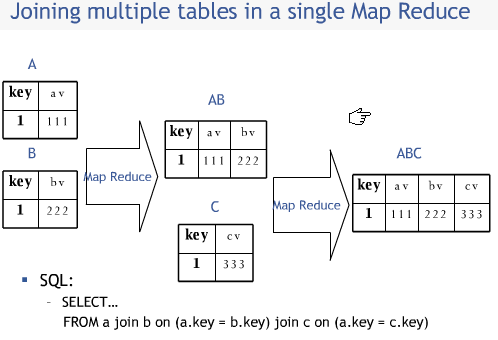 Joining multiple tables in a single Map Reduce
A
key av
1 111
B
key bv
1 222
Map Reduce
AB
key av bv
1 111 222
C
key cv
1 333
Map Reduce
ABC
key av bv cv
1 111 222 333
▪ SQL:
– SELECT…
FROM a join b on (a.key = b.key) join c on (a.key = c.key)